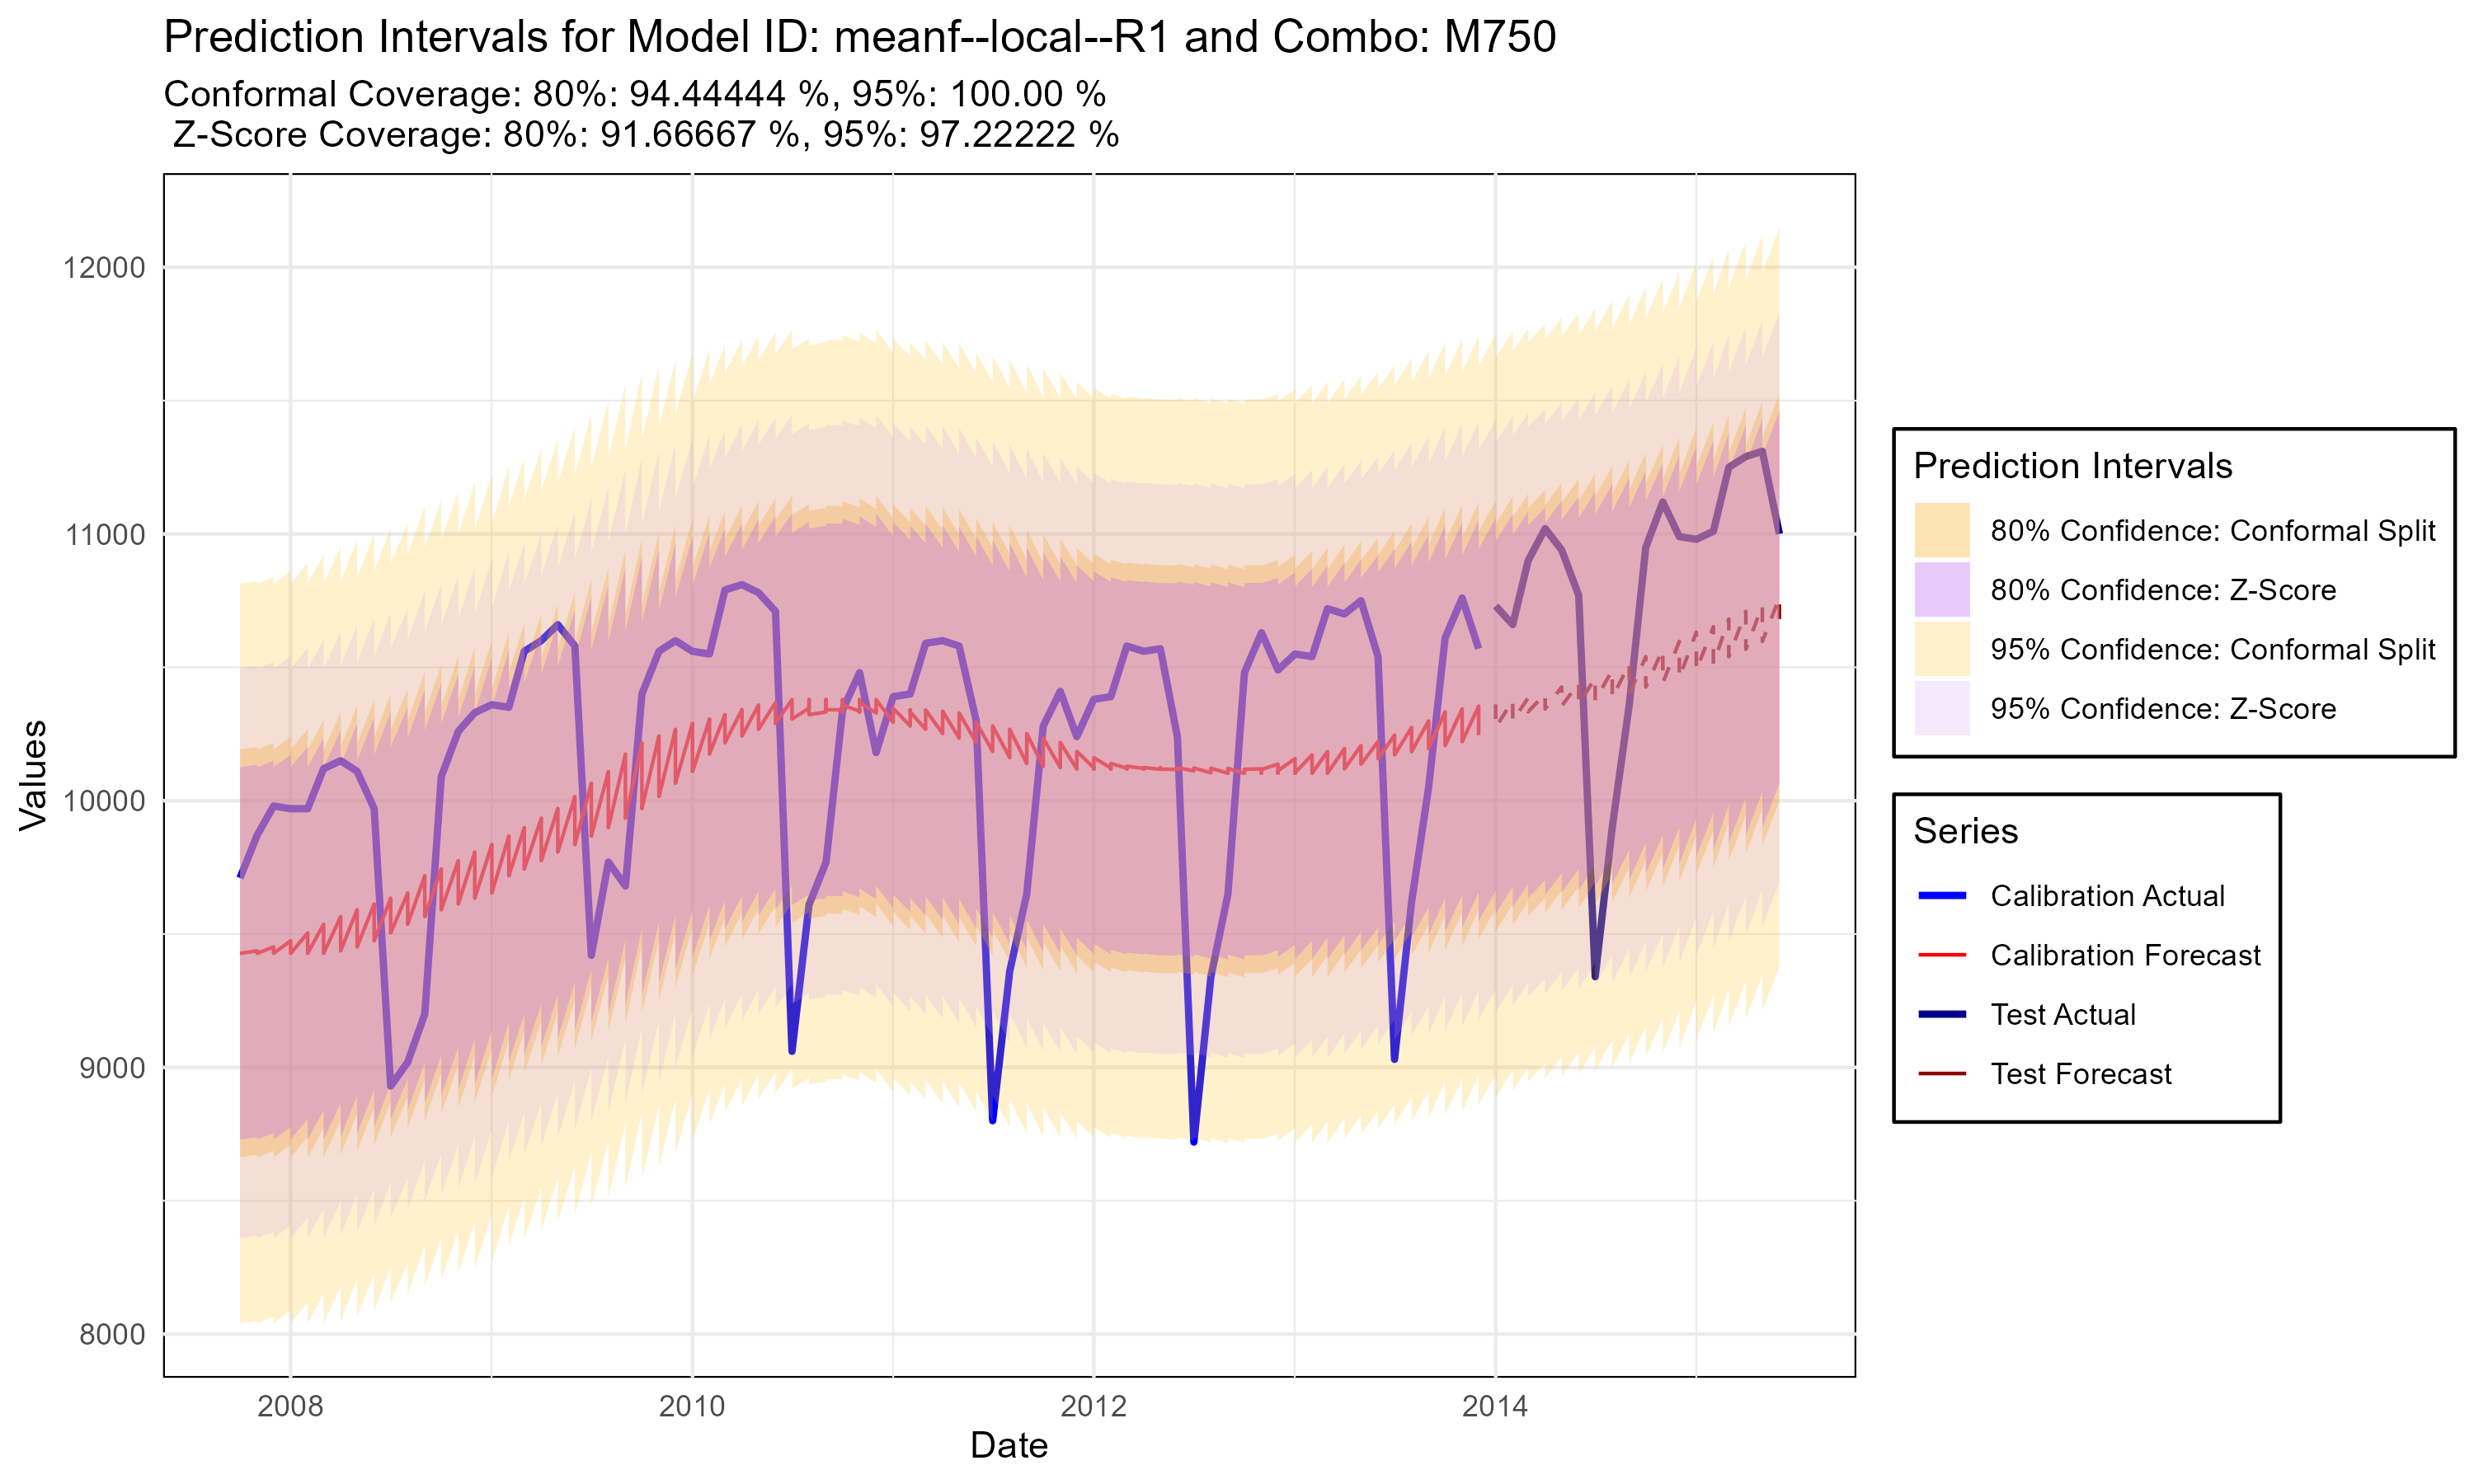 Prediction Intervals for Model ID: meanf--local--R1 and Combo: M750
Conformal Coverage: 80%: 94.44444 %, 95%: 100.00 %
Z-Score Coverage: 80%: 91.66667 %, 95%: 97.22222 %
12000
11000
10000
9000
8000
Values
2008
2010
2012
2014
Date
Prediction Intervals
80% Confidence: Conformal Split
80% Confidence: Z-Score
95% Confidence: Conformal Split
95% Confidence: Z-Score
Series
Calibration Actual
Calibration Forecast
Test Actual
Test Forecast